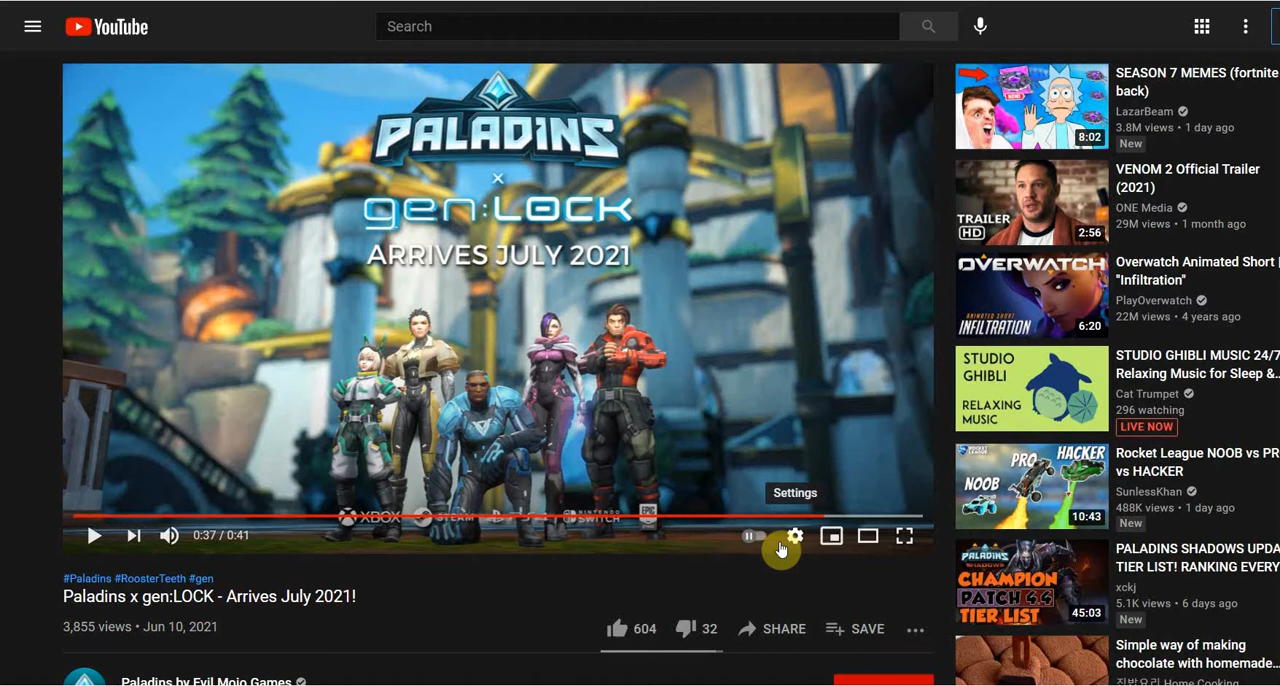 YouTube
Search
PALADINS
x
gen:LOCK
ARRIVES JULY 2021
XBOX STEAM NINTENDO SWITCH EPIC
Settings
0:37 / 0:41
#Paladins #RoosterTeeth #gen
Paladins x gen:LOCK - Arrives July 2021!
3,855 views • Jun 10, 2021
604
32
SHARE
SAVE
Paladins by Evil Mojo Games
8:02
SEASON 7 MEMES (fortnite
back)
LazarBeam
3.8M views • 1 day ago
New
TRAILER
HD
2:56
VENOM 2 Official Trailer
(2021)
ONE Media
29M views • 1 month ago
OVERWATCH
ANIMATED SHORT
INFILTRATION
6:20
Overwatch Animated Short |
"Infiltration"
PlayOverwatch
22M views • 4 years ago
STUDIO
GHIBLI
RELAXING
MUSIC
STUDIO GHIBLI MUSIC 24/7
Relaxing Music for Sleep &...
Cat Trumpet
296 watching
LIVE NOW
NOOB
PRO
HACKER
10:43
Rocket League NOOB vs PR
vs HACKER
SunlessKhan
488K views • 1 day ago
New
PALADINS
SHADOWS
CHAMPION
PATCH 4.4
TIER LIST
45:03
PALADINS SHADOWS UPDA
TIER LIST! RANKING EVERY
xckj
5.1K views • 6 days ago
New
Simple way of making
chocolate with homemade...
Home Cooking